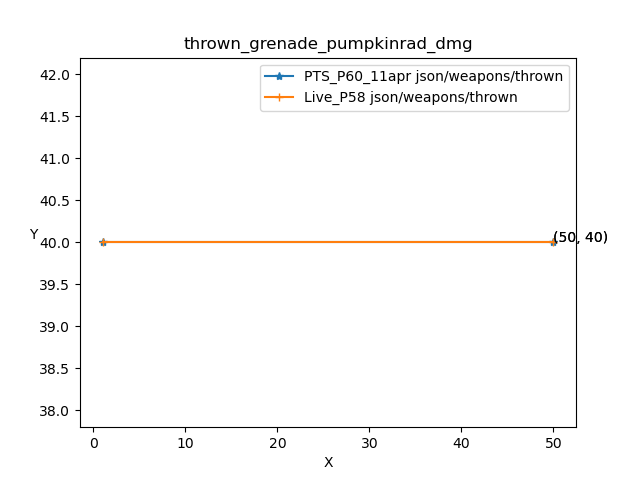 thrown_grenade_pumpkinrad_dmg
PTS_P60_11apr json/weapons/thrown
Live_P58 json/weapons/thrown
42.0
41.5
41.0
40.5
Y
40.0
(50, 40)
39.5
39.0
38.5
38.0
0 10 20 30 40 50
X